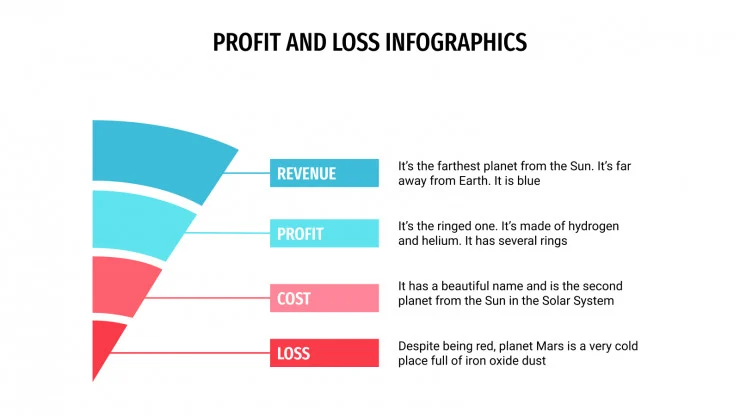 PROFIT AND LOSS INFOGRAPHICS
REVENUE
It's the farthest planet from the Sun. It's far
away from Earth. It is blue
PROFIT
It's the ringed one. It's made of hydrogen
and helium. It has several rings
COST
It has a beautiful name and is the second
planet from the Sun in the Solar System
LOSS
Despite being red, planet Mars is a very cold
place full of iron oxide dust